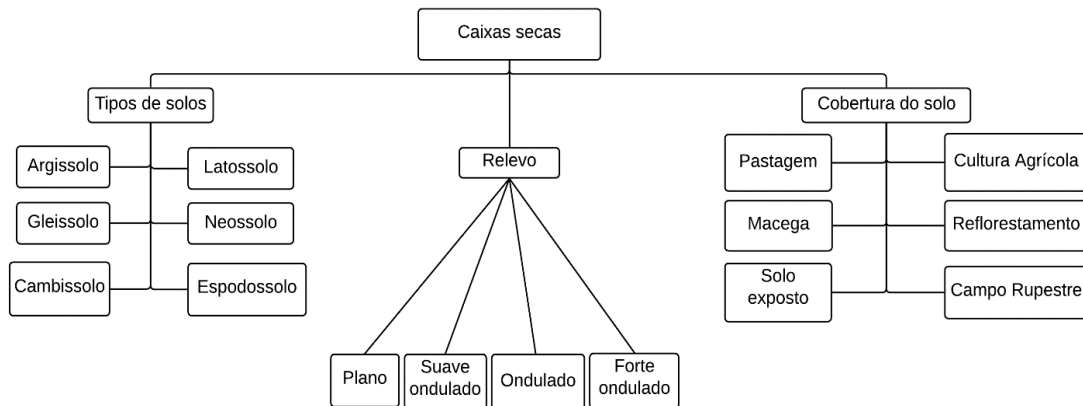 Caixas secas
Tipos de solos
Cobertura do solo
Relevo
Argissolo
Latossolo
Gleissolo
Neossolo
Cambissolo
Espodossolo
Pastagem
Cultura Agrícola
Macega
Reflorestamento
Solo
exposto
Campo Rupestre
Plano
Suave
ondulado
Ondulado
Forte
ondulado